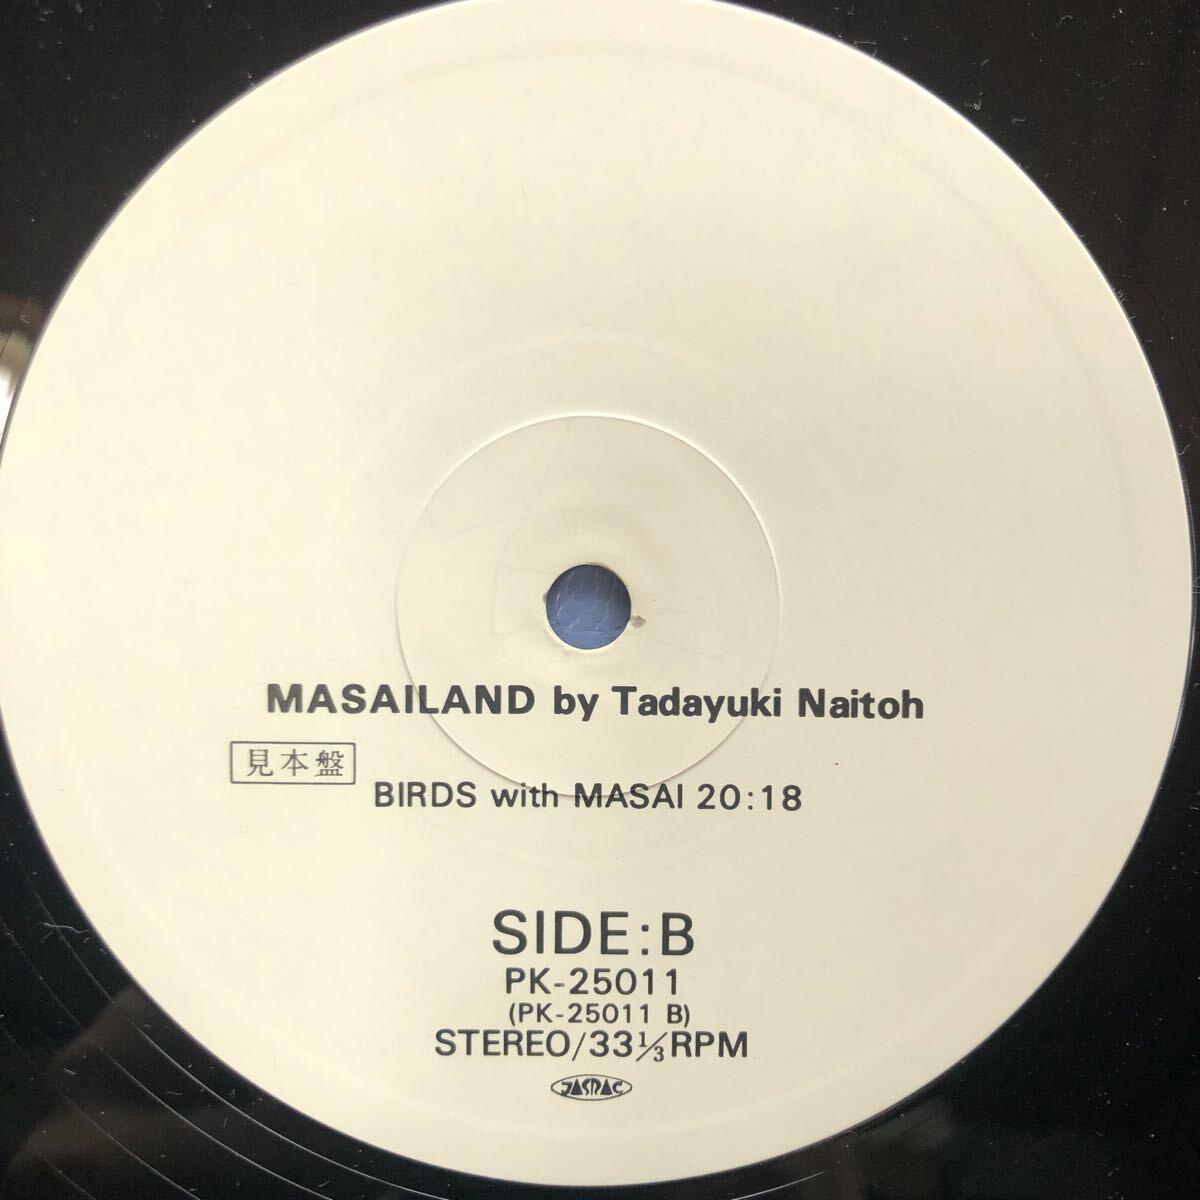 MASAILAND by Tadayuki Naitoh
見本盤
BIRDS with MASAI 20:18
SIDE:B
PK-25011
(PK-25011 B)
STEREO/33⅓RPM
JASRAC